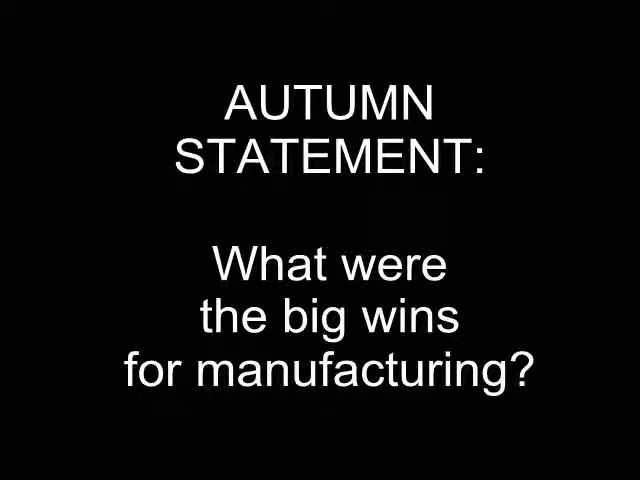 AUTUMN
STATEMENT:
What were
the big wins
for manufacturing?